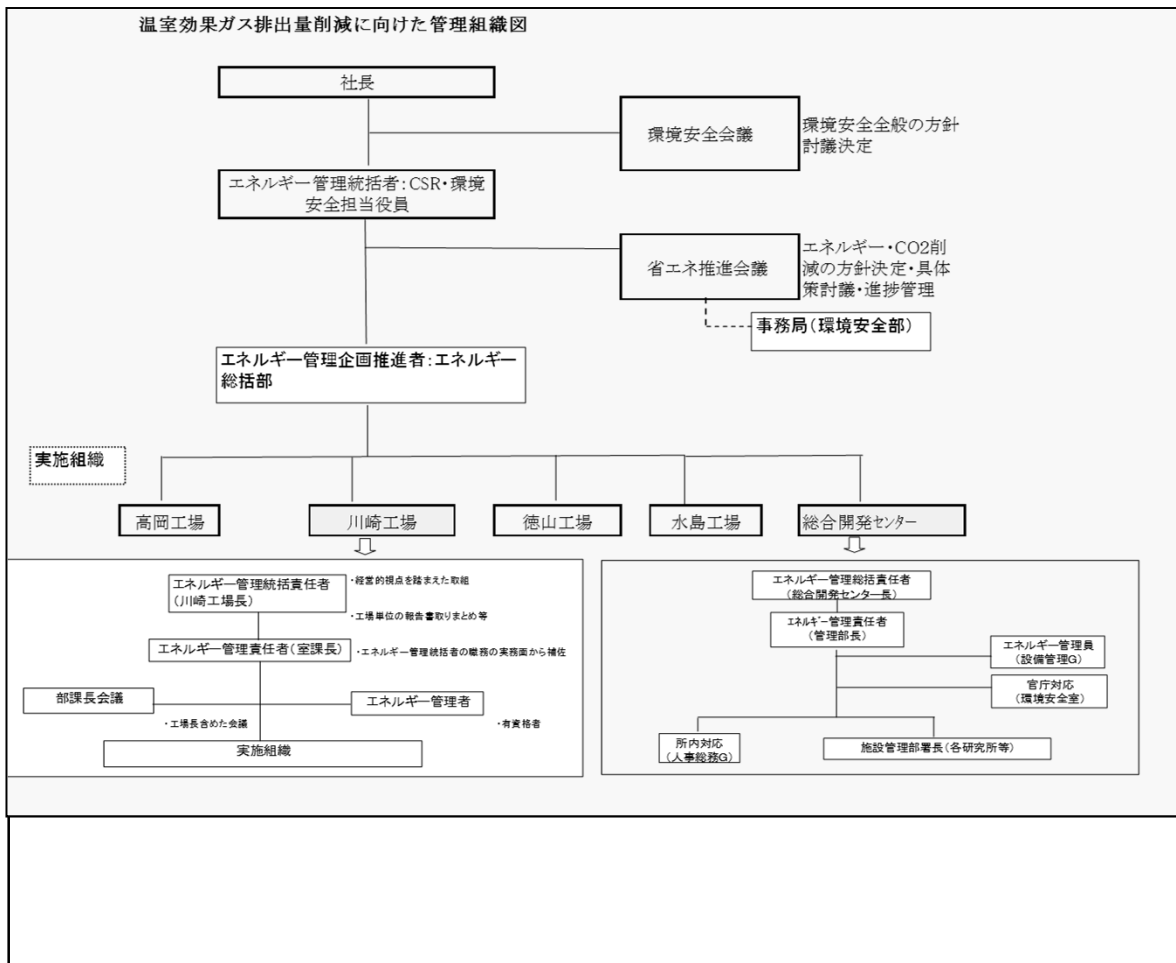 温室効果ガス排出量削減に向けた管理組織図
社長
環境安全会議
環境安全全般の方針
討議決定
エネルギー管理統括者：CSR・環境
安全担当役員
省エネ推進会議
エネルギー・CO2削
減の方針決定・具体
策討議・進捗管理
事務局（環境安全部）
エネルギー管理企画推進者：エネルギー
総括部
実施組織
高岡工場
川崎工場
徳山工場
水島工場
総合開発センター
エネルギー管理統括責任者
（川崎工場長）
・経営的視点を踏まえた取組
・工場単位の報告書取りまとめ等
エネルギー管理責任者（室課長）
・エネルギー管理統括者の職務の実務面から補佐
部課長会議
エネルギー管理者
・工場長含めた会議
・有資格者
実施組織
エネルギー管理総括責任者
（総合開発センター長）
エネルギー管理責任者
（管理部長）
エネルギー管理員
（設備管理G）
官庁対応
（環境安全室）
所内対応
（人事総務G）
施設管理部署長（各研究所等）